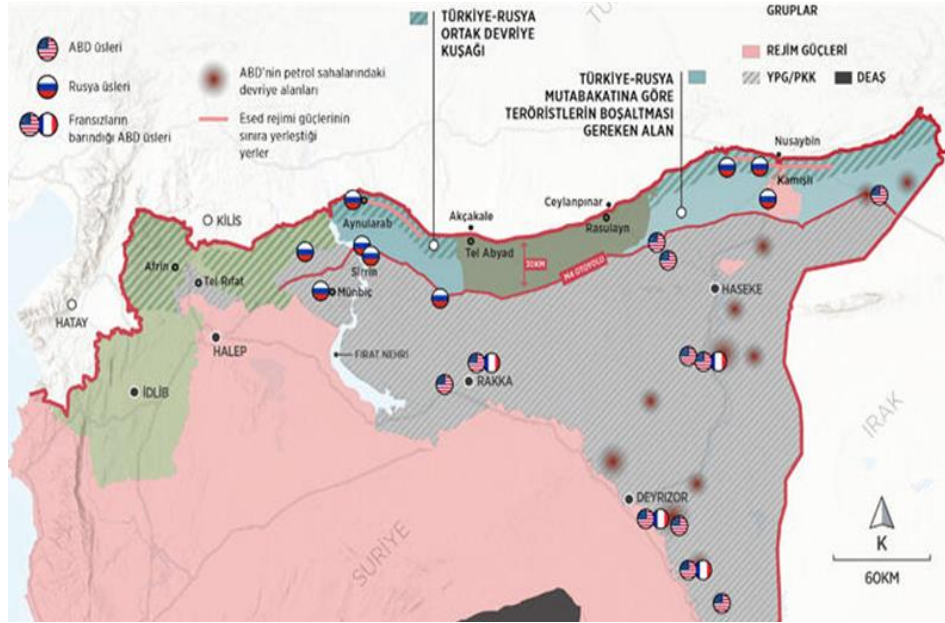 TÜRKİYE-RUSYA
ORTAK DEVRİYE
KUŞAĞI
GRUPLAR
ABD üsleri
Rusya üsleri
Fransızların
barındığı ABD üsleri
ABD'nin petrol sahalarındaki
devriye alanları
Esed rejimi güçlerinin
sınıra yerleştiği
yerler
TÜRKİYE-RUSYA
MUTABAKATINA GÖRE
TERÖRİSTLERİN BOŞALTMASI
GEREKEN ALAN
REJİM GÜÇLERİ
YPG/PKK
DEAŞ
Nusaybin
Kamışlı
Ceylanpınar
Rasulayn
Akçakale
Tel Abyad
30KM
M4 OTOYOLU
Aynularab
Sirrin
Münbiç
KİLİS
Afrin
Tel Rıfat
HATAY
HALEP
FIRAT NEHRİ
İDLİB
RAKKA
HASEKE
DEYRİZOR
SURİYE
IRAK
K
60KM